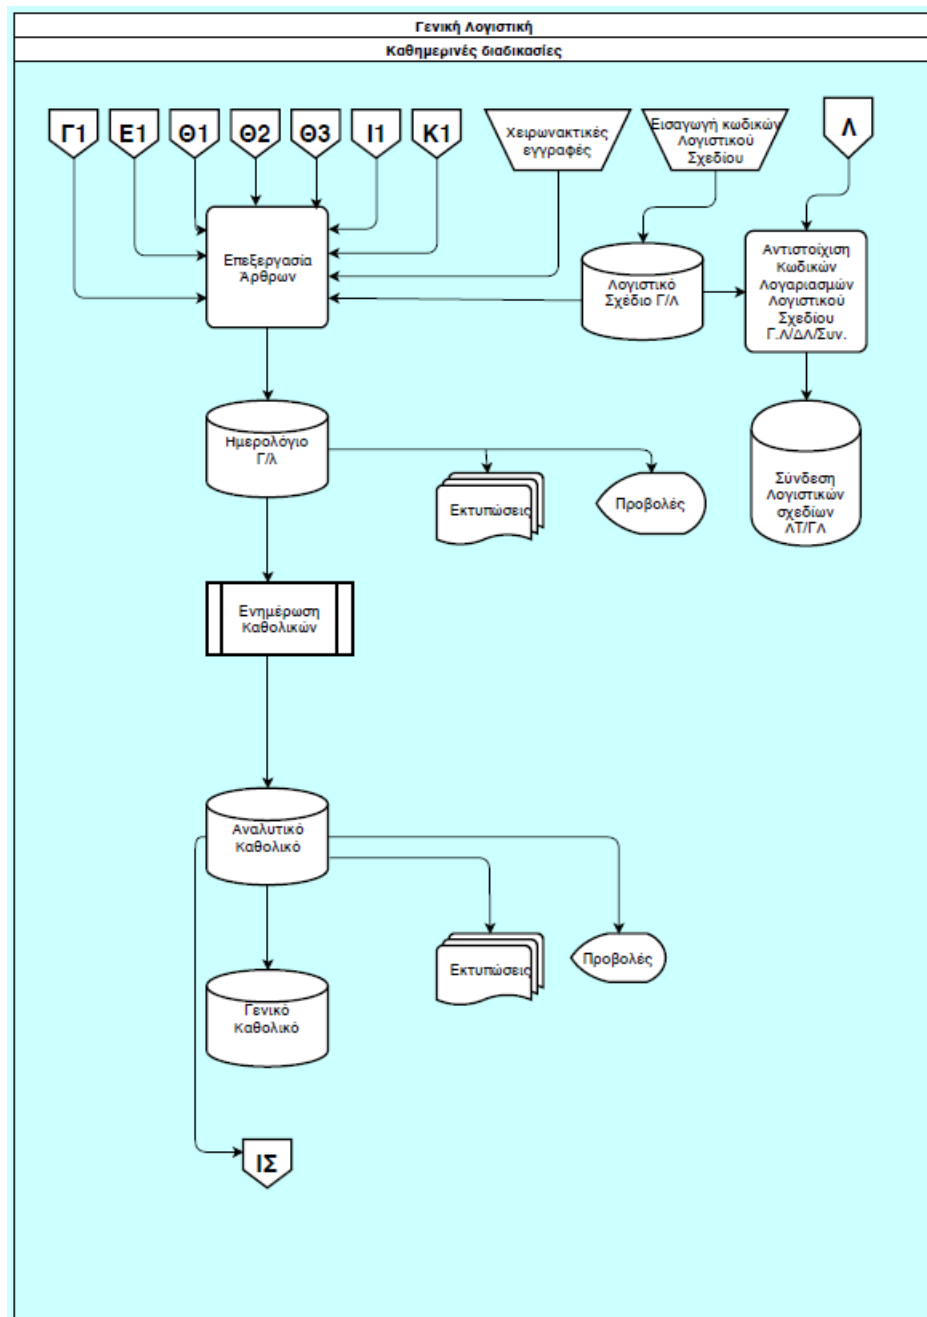 Γενική Λογιστική
Καθημερινές διαδικασίες
Γ1
Ε1
Θ1
Θ2
Θ3
Ι1
Κ1
Χειρωνακτικές
εγγραφές
Εισαγωγή κωδικών
Λογιστικού
Σχεδίου
Λ
Επεξεργασία
Άρθρων
Λογιστικό
Σχέδιο Γ/Λ
Αντιστοίχιση
Κωδικών
Λογαριασμών
Λογιστικού
Σχεδίου
Γ.Λ/ΔΛ/Συν.
Ημερολόγιο
Γ/λ
Εκτυπώσεις
Προβολές
Σύνδεση
Λογιστικών
σχεδίων
ΛΤ/ΓΛ
Ενημέρωση
Καθολικών
Αναλυτικό
Καθολικό
Εκτυπώσεις
Προβολές
Γενικό
Καθολικό
ΙΣ